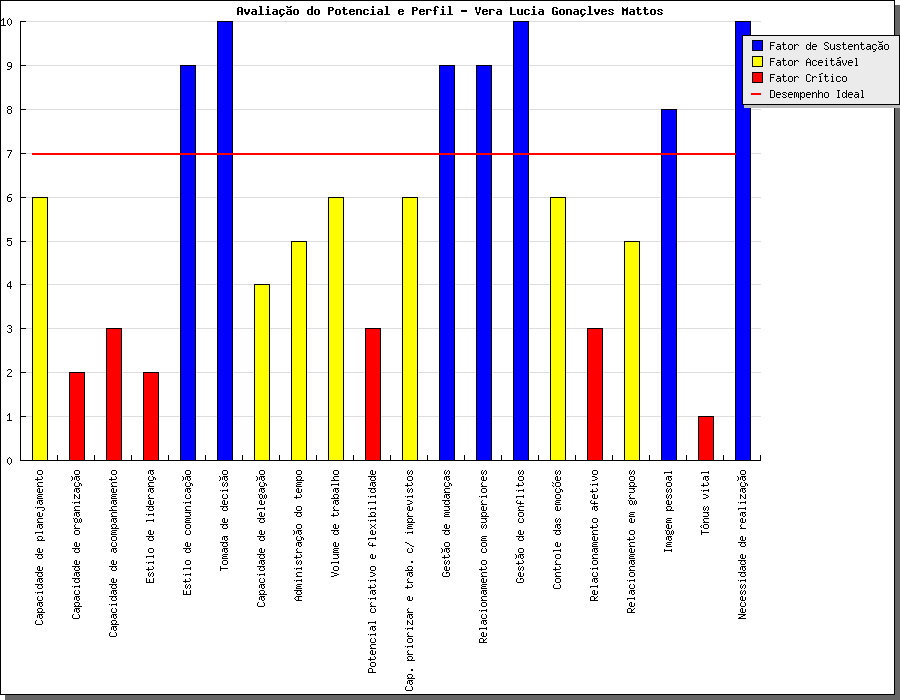 Avaliação do Potencial e Perfil - Vera Lucia Gonaçlves Mattos
Fator de Sustentação
Fator Aceitável
Fator Crítico
Desempenho Ideal
10
9
8
7
6
5
4
3
2
1
0
Capacidade de planejamento
Capacidade de organização
Capacidade de acompanhamento
Estilo de liderança
Estilo de comunicação
Tomada de decisão
Capacidade de delegação
Administração do tempo
Volume de trabalho
Potencial criativo e flexibilidade
Cap. priorizar e trab. c/ imprevistos
Gestão de mudanças
Relacionamento com superiores
Gestão de conflitos
Controle das emoções
Relacionamento afetivo
Relacionamento em grupos
Imagem pessoal
Tônus vital
Necessidade de realização